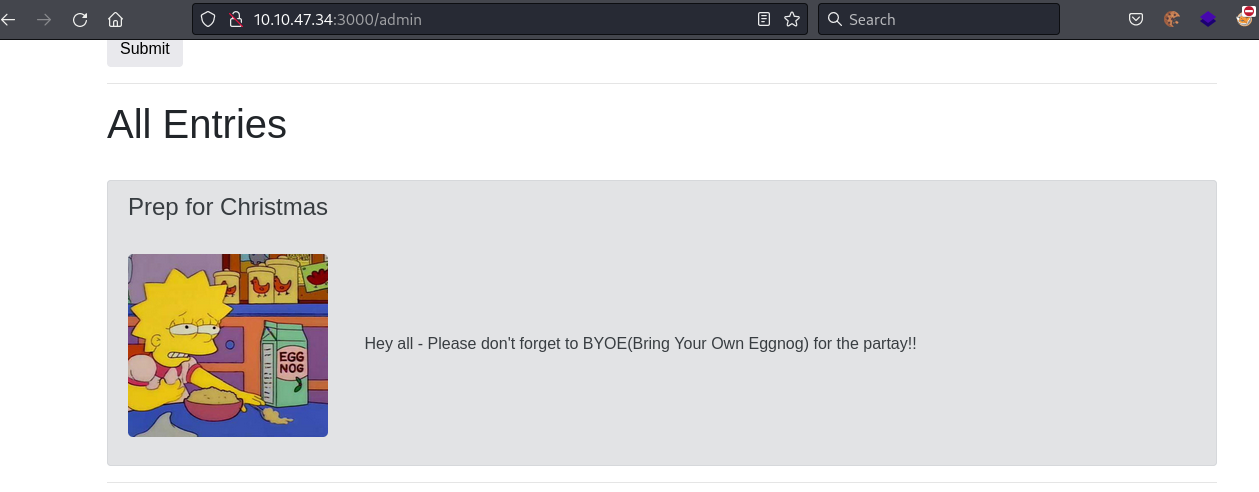 10.10.47.34:3000/admin
Search
Submit
All Entries
Prep for Christmas
EGG
NOG
Hey all - Please don't forget to BYOE(Bring Your Own Eggnog) for the partay!!